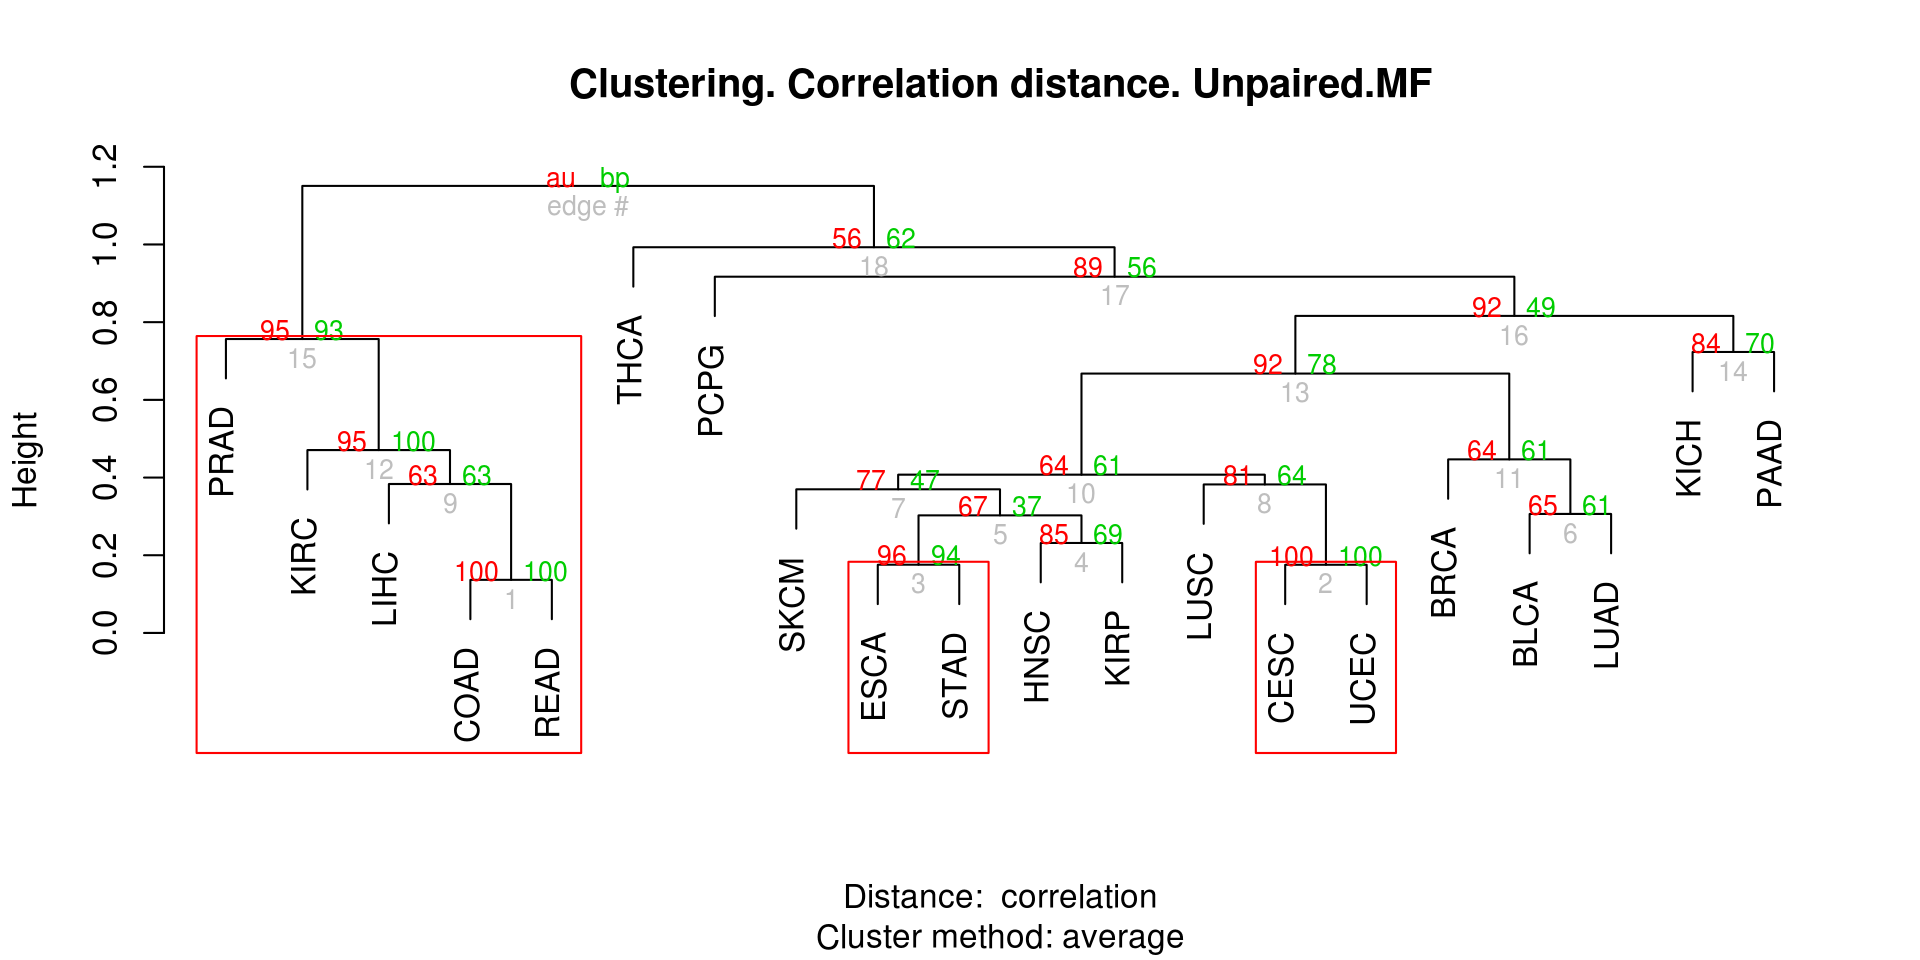 Clustering. Correlation distance. Unpaired.MF
Height
1.2
1.0
0.8
0.6
0.4
0.2
0.0
au bp
edge #
56 62
18
89 56
17
92 49
16
95 93
15
84 70
14
92 78
13
95 100
12
64 61
11
64 61
10
63 63
9
81 64
8
77 47
7
65 61
6
67 37
5
85 69
4
96 94
3
100 100
2
100 100
1
PRAD
KIRC
LIHC
COAD
READ
THCA
PCPG
SKCM
ESCA
STAD
HNSC
KIRP
LUSC
CESC
UCEC
BRCA
BLCA
LUAD
KICH
PAAD
Distance: correlation
Cluster method: average